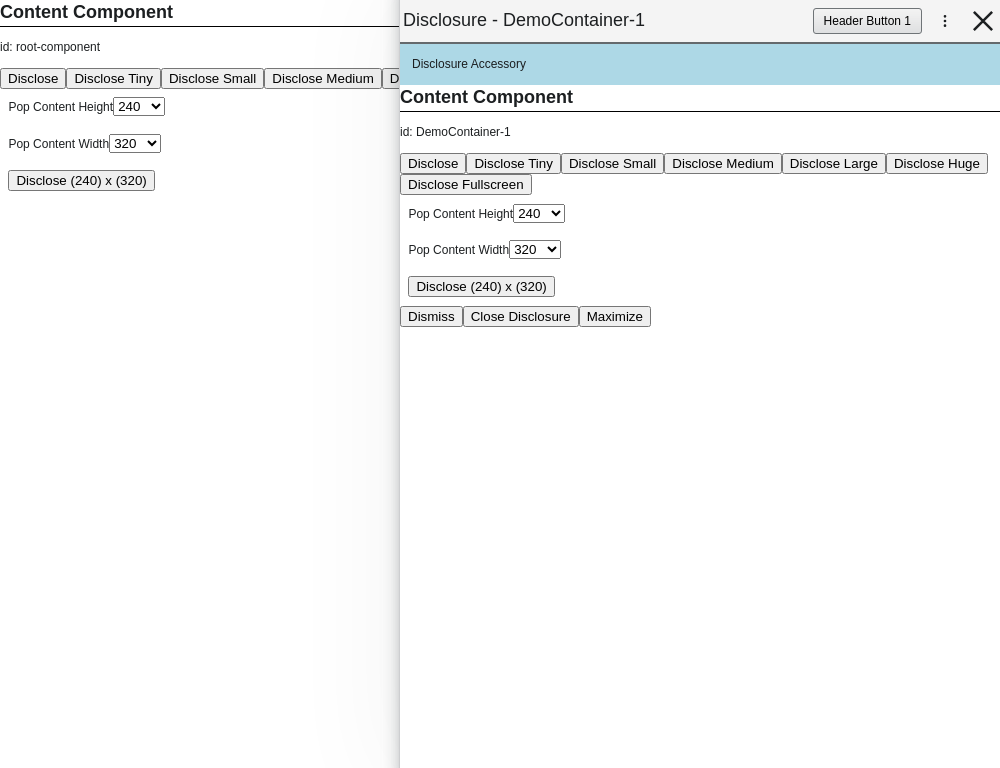 Content Component
id: root-component
Disclose Disclose Tiny Disclose Small Disclose Medium D
Pop Content Height 240
Pop Content Width 320
Disclose (240) x (320)
Disclosure - DemoContainer-1 Header Button 1
Disclosure Accessory
Content Component
id: DemoContainer-1
Disclose Disclose Tiny Disclose Small Disclose Medium Disclose Large Disclose Huge
Disclose Fullscreen
Pop Content Height 240
Pop Content Width 320
Disclose (240) x (320)
Dismiss Close Disclosure Maximize